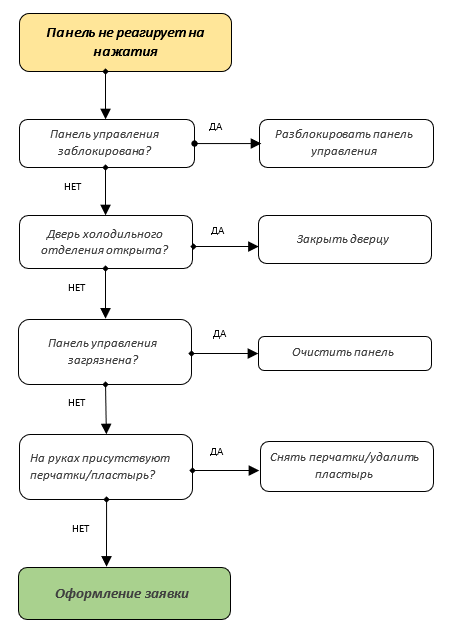 Панель не реагирует на
нажатия
Панель управления
заблокирована?
ДА
Разблокировать панель
управления
НЕТ
Дверь холодильного
отделения открыта?
ДА
Закрыть дверцу
НЕТ
Панель управления
загрязнена?
ДА
Очистить панель
НЕТ
На руках присутствуют
перчатки/пластырь?
ДА
Снять перчатки/удалить
пластырь
НЕТ
Оформление заявки